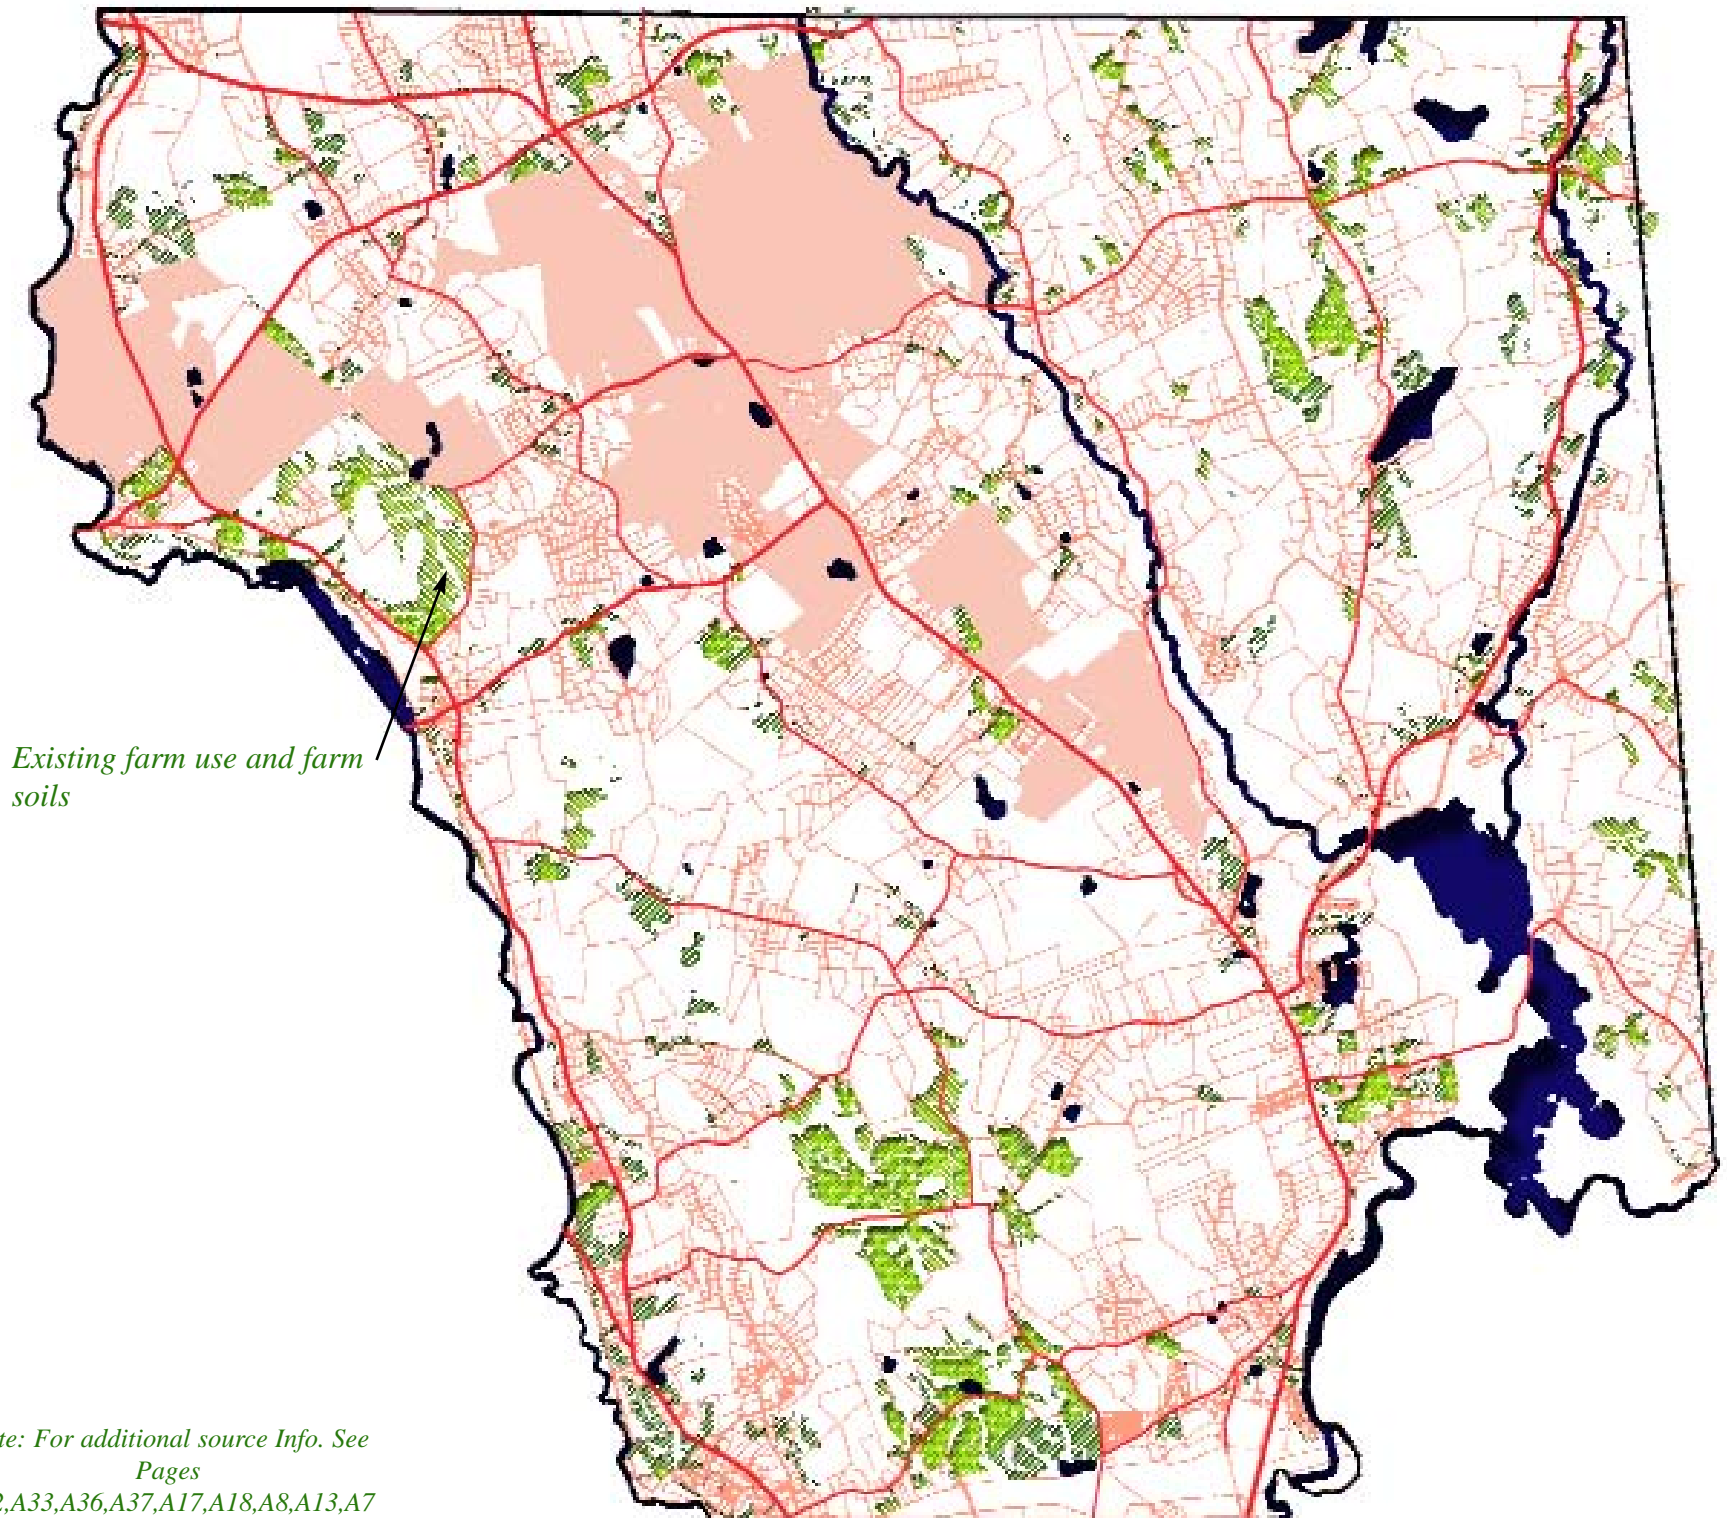 Existing farm use and farm
soils
te: For additional source Info. See
Pages
2,A33,A36,A37,A17,A18,A8,A13,A7